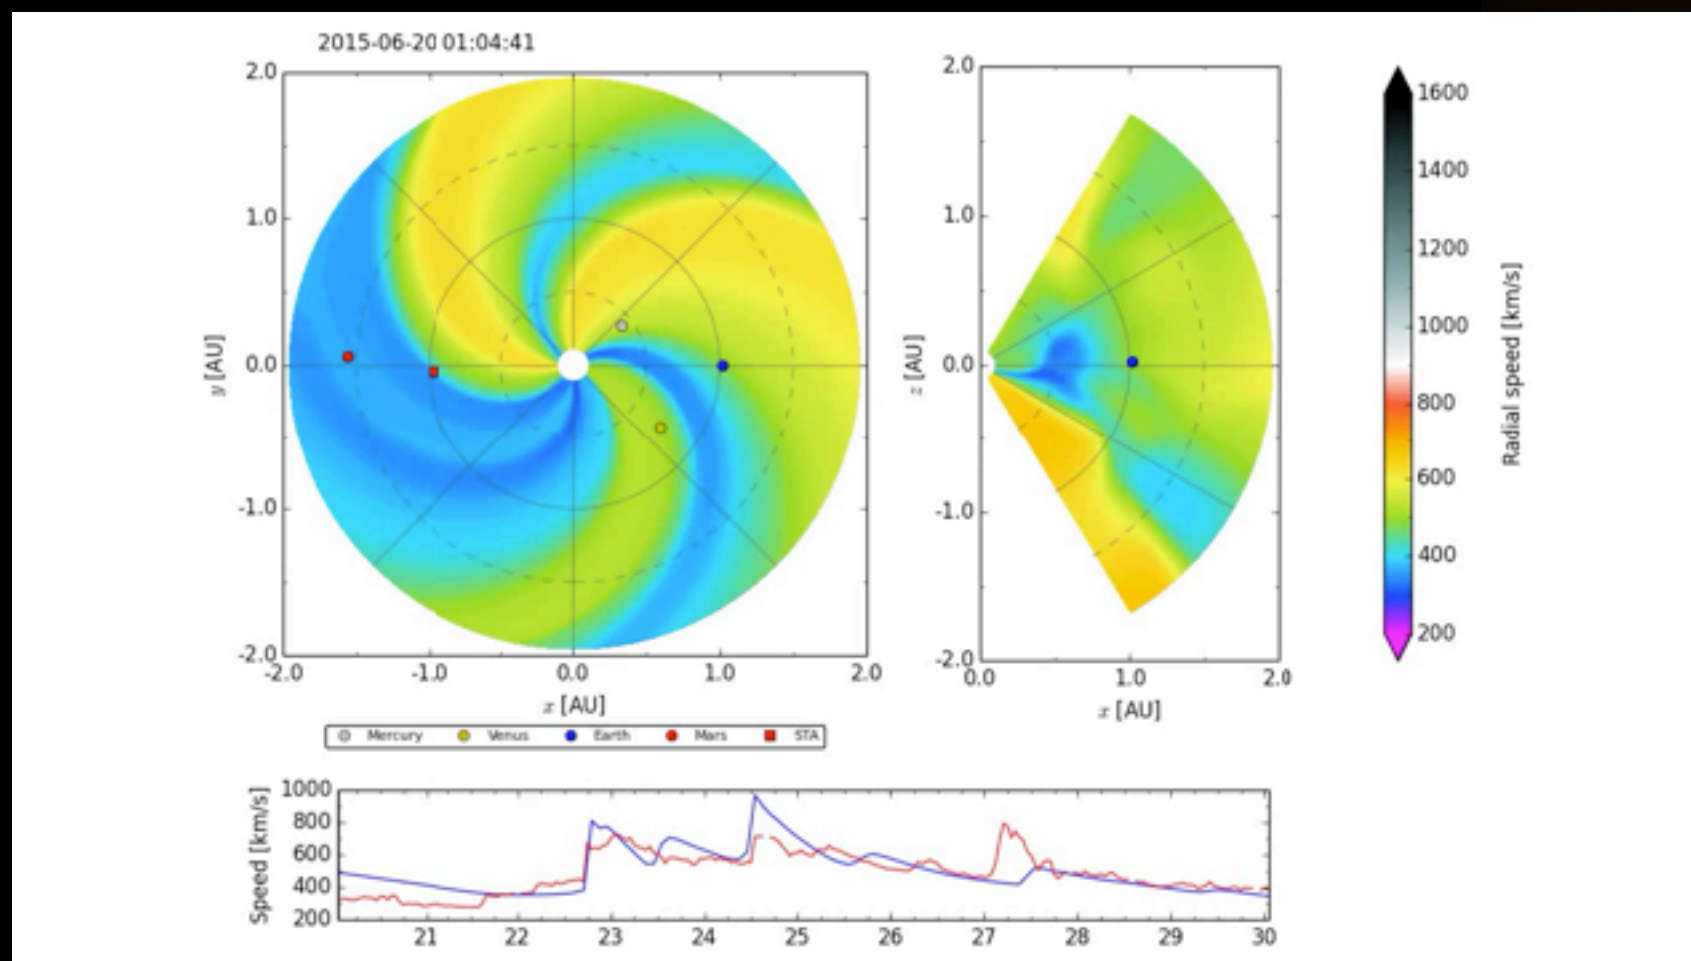 2015-06-20 01:04:41
2.0
1.0
0.0
-1.0
-2.0
y [AU]
-2.0 -1.0 0.0 1.0 2.0
x [AU]
2.0
1.0
0.0
-1.0
-2.0
z [AU]
0.0 1.0 2.0
x [AU]
1600
1400
1200
1000
800
600
400
200
Radial speed [km/s]
Mercury Venus Earth Mars STA
1000
800
600
400
200
Speed [km/s]
21 22 23 24 25 26 27 28 29 30